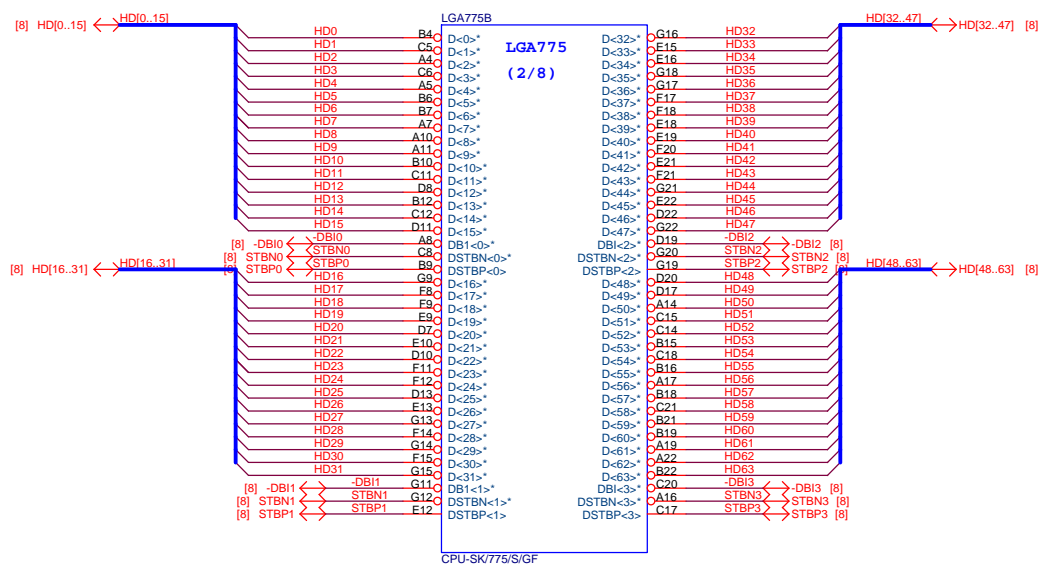 LGA775B
[8] HD[0..15] HD[0..15] HD[32..47] HD[32..47] [8]
LGA775
(2/8)
HD0 B4 D<0>* D<32>* G16 HD32
HD1 C5 D<1>* D<33>* E15 HD33
HD2 A4 D<2>* D<34>* E16 HD34
HD3 C6 D<3>* D<35>* G18 HD35
HD4 A5 D<4>* D<36>* G17 HD36
HD5 B6 D<5>* D<37>* F17 HD37
HD6 B7 D<6>* D<38>* F18 HD38
HD7 A7 D<7>* D<39>* E18 HD39
HD8 A10 D<8>* D<40>* E19 HD40
HD9 A11 D<9>* D<41>* F20 HD41
HD10 B10 D<10>* D<42>* E21 HD42
HD11 C11 D<11>* D<43>* F21 HD43
HD12 D8 D<12>* D<44>* G21 HD44
HD13 B12 D<13>* D<45>* E22 HD45
HD14 C12 D<14>* D<46>* D22 HD46
HD15 D11 D<15>* D<47>* G22 HD47
[8] -DBI0 -DBI0 A8 DB1<0>* DBI<2>* D19 -DBI2 -DBI2 [8]
[8] STBN0 STBN0 C8 DSTBN<0>* DSTBN<2>* G20 STBN2 STBN2 [8]
[8] STBP0 STBP0 B9 DSTBP<0> DSTBP<2> G19 STBP2 STBP2 [8]
[8] HD[16..31] HD[16..31] HD[48..63] HD[48..63] [8]
HD16 G9 D<16>* D<48>* D20 HD48
HD17 F8 D<17>* D<49>* D17 HD49
HD18 F9 D<18>* D<50>* A14 HD50
HD19 E9 D<19>* D<51>* C15 HD51
HD20 D7 D<20>* D<52>* C14 HD52
HD21 E10 D<21>* D<53>* B15 HD53
HD22 D10 D<22>* D<54>* C18 HD54
HD23 F11 D<23>* D<55>* B16 HD55
HD24 F12 D<24>* D<56>* A17 HD56
HD25 D13 D<25>* D<57>* B18 HD57
HD26 E13 D<26>* D<58>* C21 HD58
HD27 G13 D<27>* D<59>* B21 HD59
HD28 F14 D<28>* D<60>* B19 HD60
HD29 G14 D<29>* D<61>* A19 HD61
HD30 F15 D<30>* D<62>* A22 HD62
HD31 G15 D<31>* D<63>* B22 HD63
[8] -DBI1 -DBI1 G11 DB1<1>* DBI<3>* C20 -DBI3 -DBI3 [8]
[8] STBN1 STBN1 G12 DSTBN<1>* DSTBN<3>* A16 STBN3 STBN3 [8]
[8] STBP1 STBP1 E12 DSTBP<1> DSTBP<3> C17 STBP3 STBP3 [8]
CPU-SK/775/S/GF